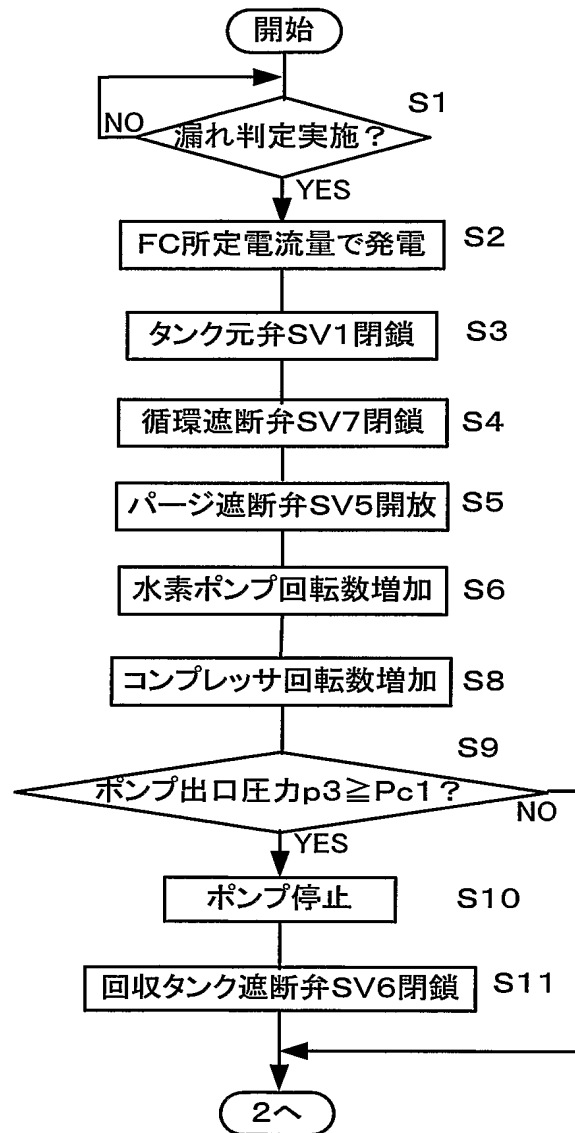 開始
S1
NO
漏れ判定実施？
YES
FC所定電流量で発電
S2
タンク元弁SV1閉鎖
S3
循環遮断弁SV7閉鎖
S4
パージ遮断弁SV5開放
S5
水素ポンプ回転数増加
S6
コンプレッサ回転数増加
S8
S9
ポンプ出口圧力p3≧Pc1？
NO
YES
ポンプ停止
S10
回収タンク遮断弁SV6閉鎖
S11
2へ